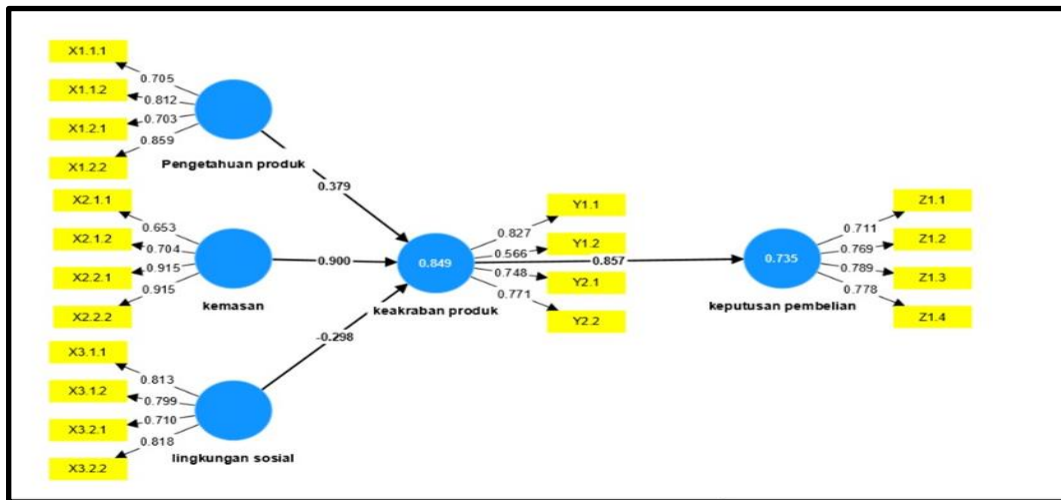 X1.1.1
0.705
X1.1.2
0.812
X1.2.1
0.703
0.859
X1.2.2
Pengetahuan produk
0.379
X2.1.1
0.653
X2.1.2
0.704
X2.2.1
0.915
0.915
X2.2.2
kemasan
0.900
X3.1.1
0.813
X3.1.2
0.799
X3.2.1
0.710
0.818
X3.2.2
lingkungan sosial
-0.298
0.849
keakraban produk
Y1.1
0.827
Y1.2
0.566
Y2.1
0.748
0.771
Y2.2
0.857
0.735
keputusan pembelian
Z1.1
0.711
Z1.2
0.769
Z1.3
0.789
0.778
Z1.4